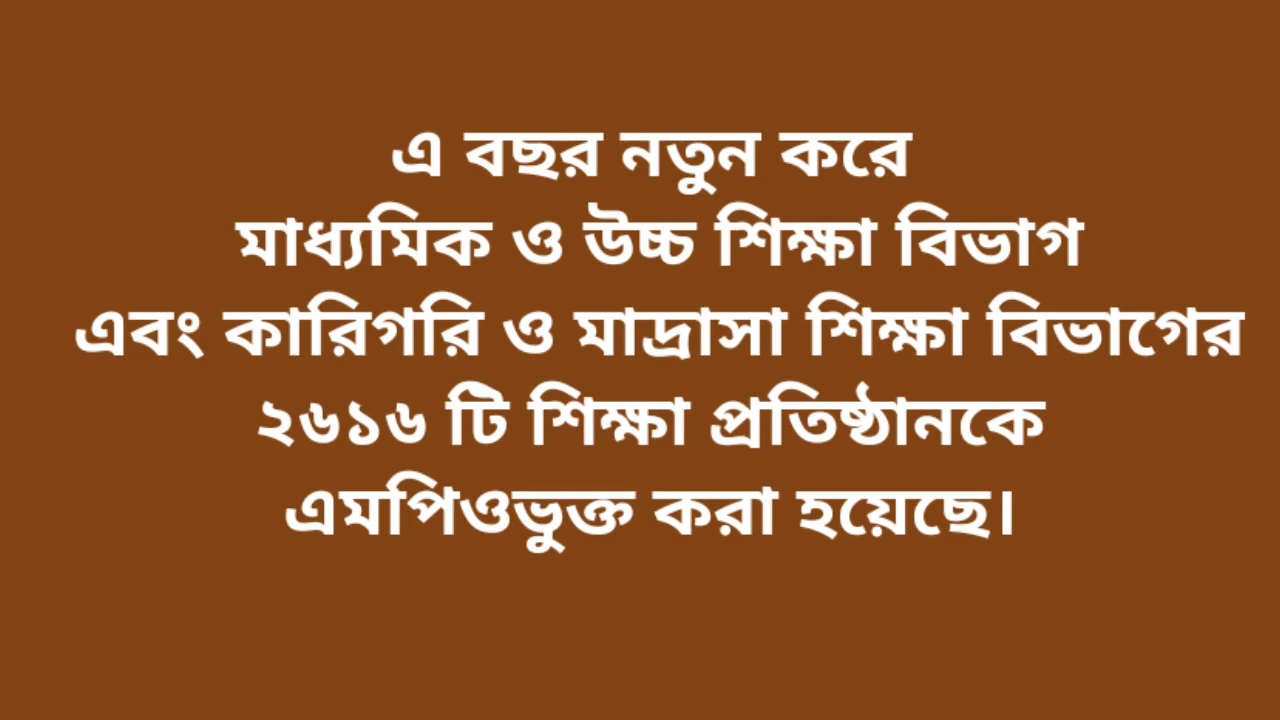 এ বছর নতুন করে
মাধ্যমিক ও উচ্চ শিক্ষা বিভাগ
এবং কারিগরি ও মাদ্রাসা শিক্ষা বিভাগের
২৬১৬ টি শিক্ষা প্রতিষ্ঠানকে
এমপিওভুক্ত করা হয়েছে।